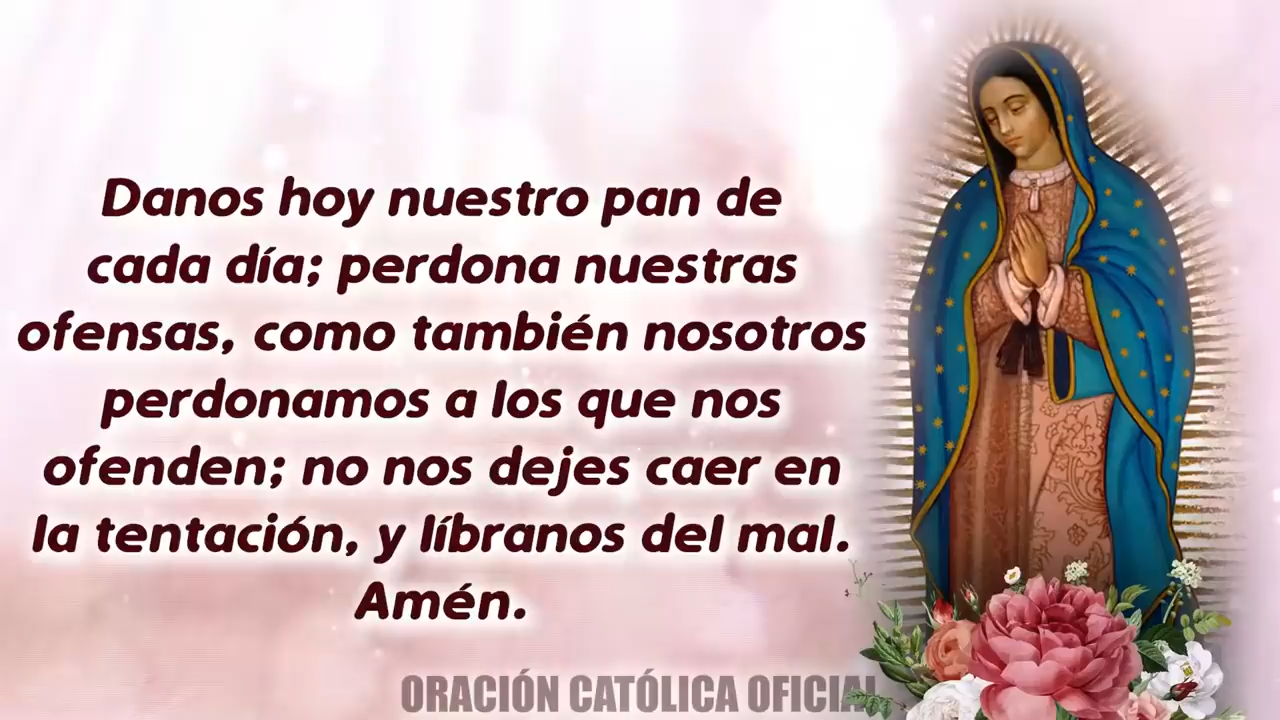 Danos hoy nuestro pan de
cada día; perdona nuestras
ofensas, como también nosotros
perdonamos a los que nos
ofenden; no nos dejes caer en
la tentación, y líbranos del mal.
Amén.
ORACIÓN CATÓLICA OFICIAL